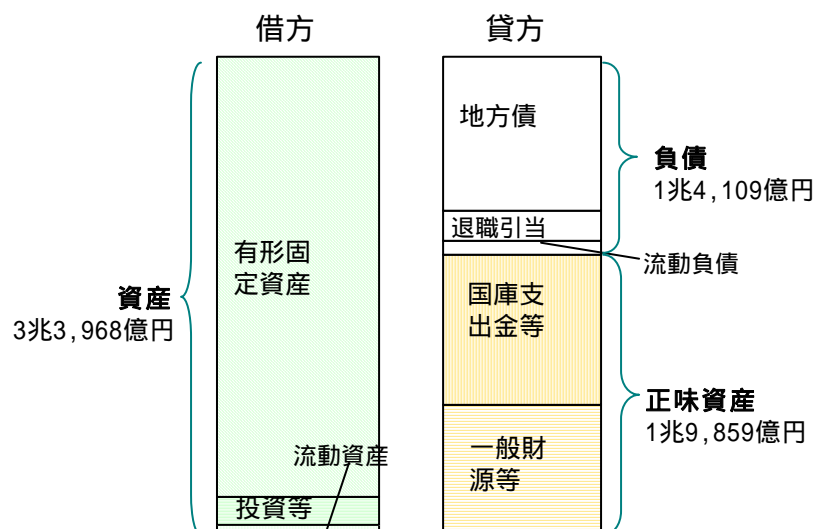 借方
貸方
資産
3兆3,968億円
有形固
定資産
流動資産
投資等
地方債
退職引当
流動負債
国庫支
出金等
一般財
源等
負債
1兆4,109億円
正味資産
1兆9,859億円